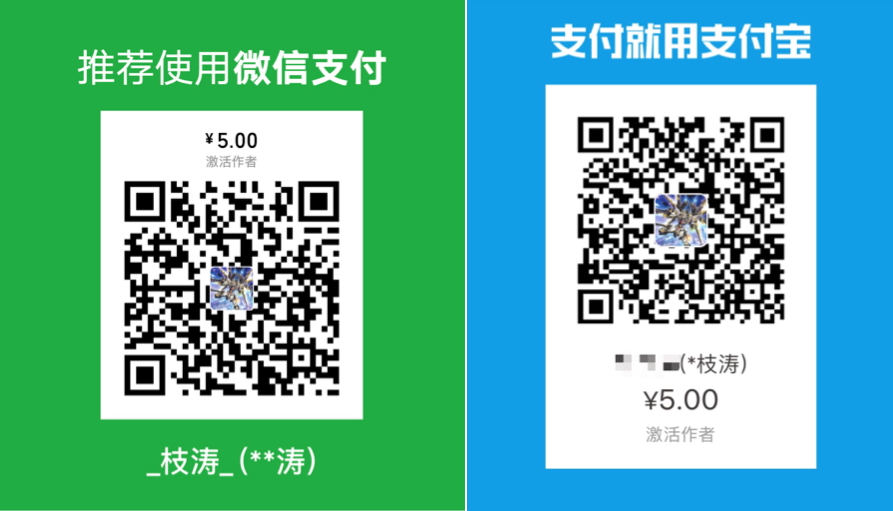 推荐使用微信支付
¥5.00
激活作者
_枝涛_(**涛)
支付就用支付宝
(*枝涛)
¥5.00
激活作者